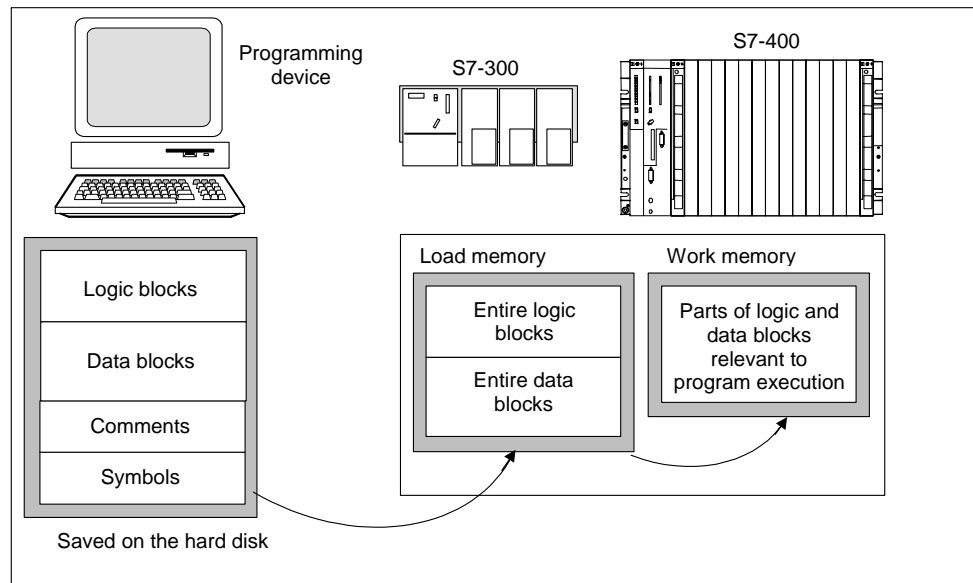 Programming
device
S7-300
S7-400
Logic blocks
Data blocks
Comments
Symbols
Saved on the hard disk
Load memory
Work memory
Entire logic
blocks
Entire data
blocks
Parts of logic and
data blocks
relevant to
program execution